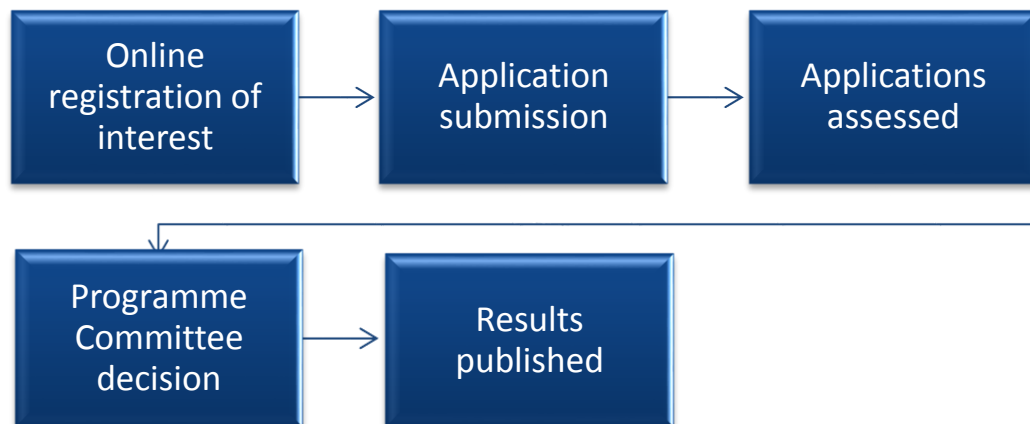 Online
registration of
interest
Application
submission
Applications
assessed
Programme
Committee
decision
Results
published